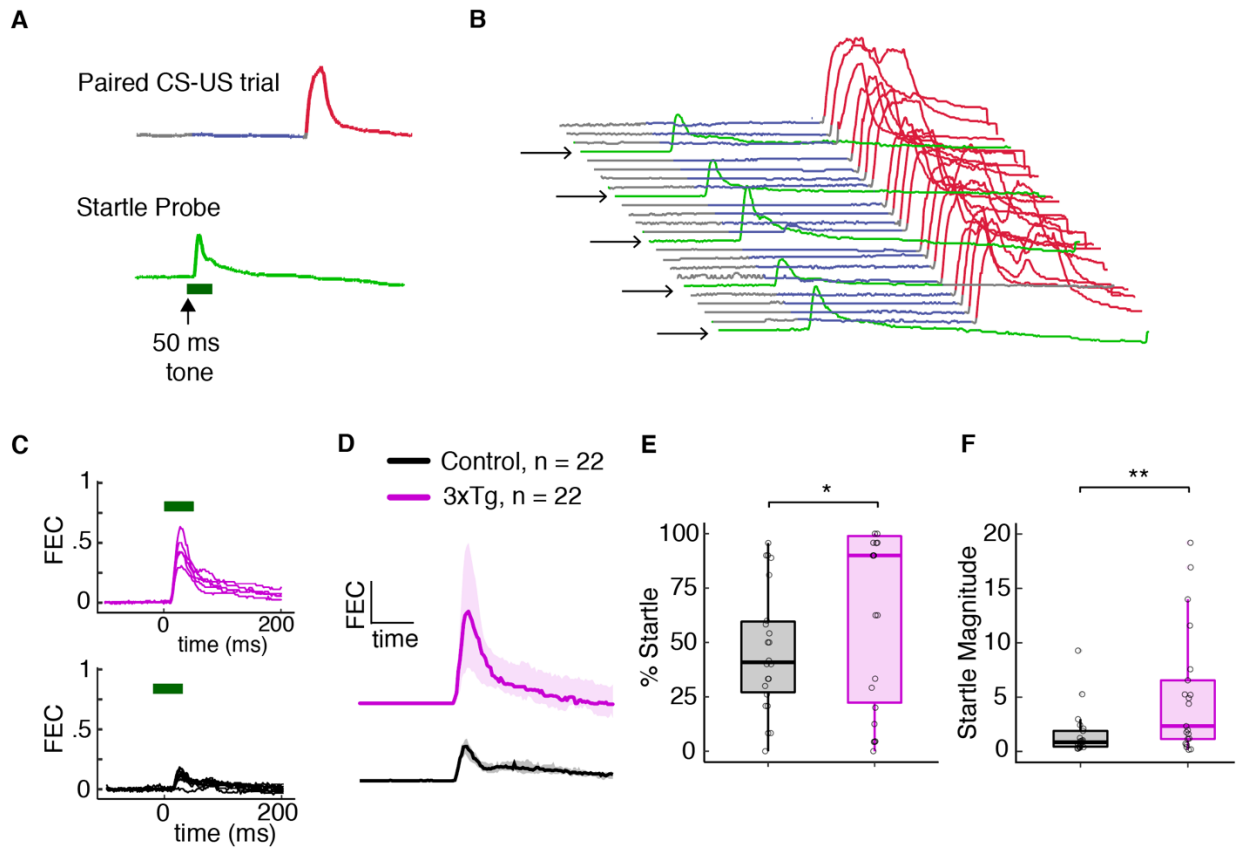 A
Paired CS-US trial
Startle Probe
50 ms
tone
B
C
1
FEC
.5
0
0
200
time (ms)
1
FEC
.5
0
0
200
time (ms)
D
Control, n = 22
3xTg, n = 22
FEC
time
E
*
% Startle
100
75
50
25
0
F
**
Startle Magnitude
20
15
10
5
0